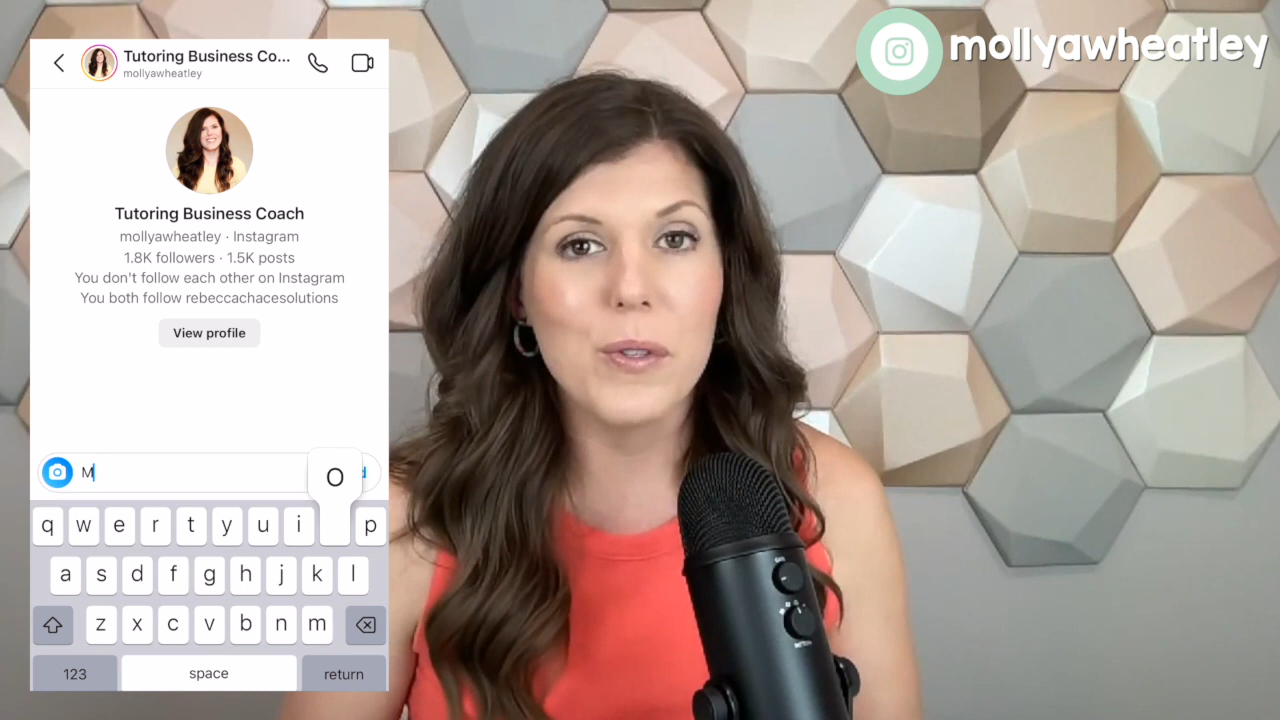 Tutoring Business Co...
mollyawheatley
Tutoring Business Coach
mollyawheatley · Instagram
1.8K followers · 1.5K posts
You don't follow each other on Instagram
You both follow rebeccachacesolutions
View profile
M
O
q w e r t y u i p
a s d f g h j k l
z x c v b n m
123 space return
mollyawheatley